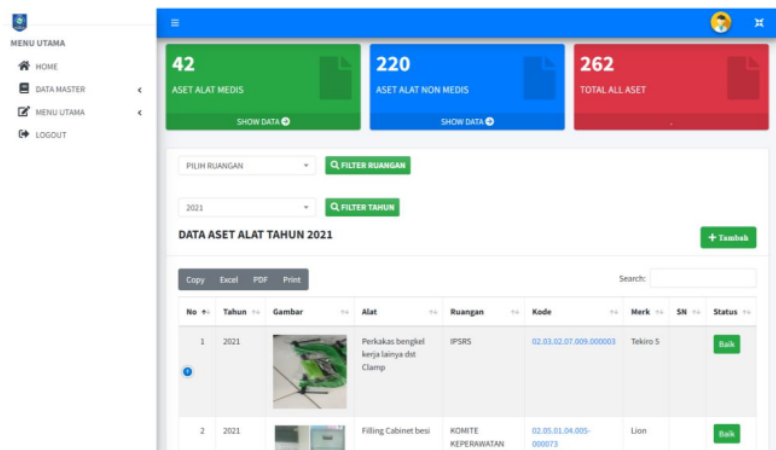 MENU UTAMA
HOME
DATA MASTER
MENU UTAMA
LOGOUT
42
ASET ALAT MEDIS
SHOW DATA
220
ASET ALAT NON MEDIS
SHOW DATA
262
TOTAL ALL ASET
.
PILIH RUANGAN
FILTER RUANGAN
2021
FILTER TAHUN
DATA ASET ALAT TAHUN 2021
+ Tambah
Copy Excel PDF Print
Search:
No Tahun Gambar Alat Ruangan Kode Merk SN Status
1 2021 Perkakas bengkel IPSRS 02.03.02.07.009.000003 Tekiro S Baik
kerja lainya dst
Clamp
2 2021 Filling Cabinet besi KOMITE 02.05.01.04.005- Lion Baik
KEPERAWATAN 000073